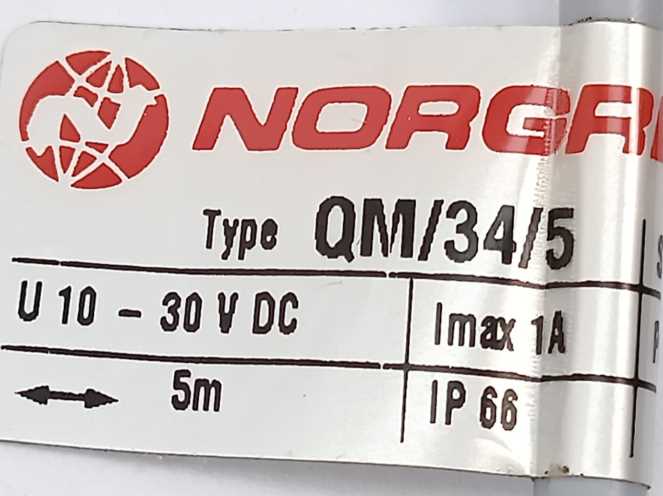 NORGR
Type QM/34/5
U 10 – 30 V DC Imax 1A P
5m IP 66